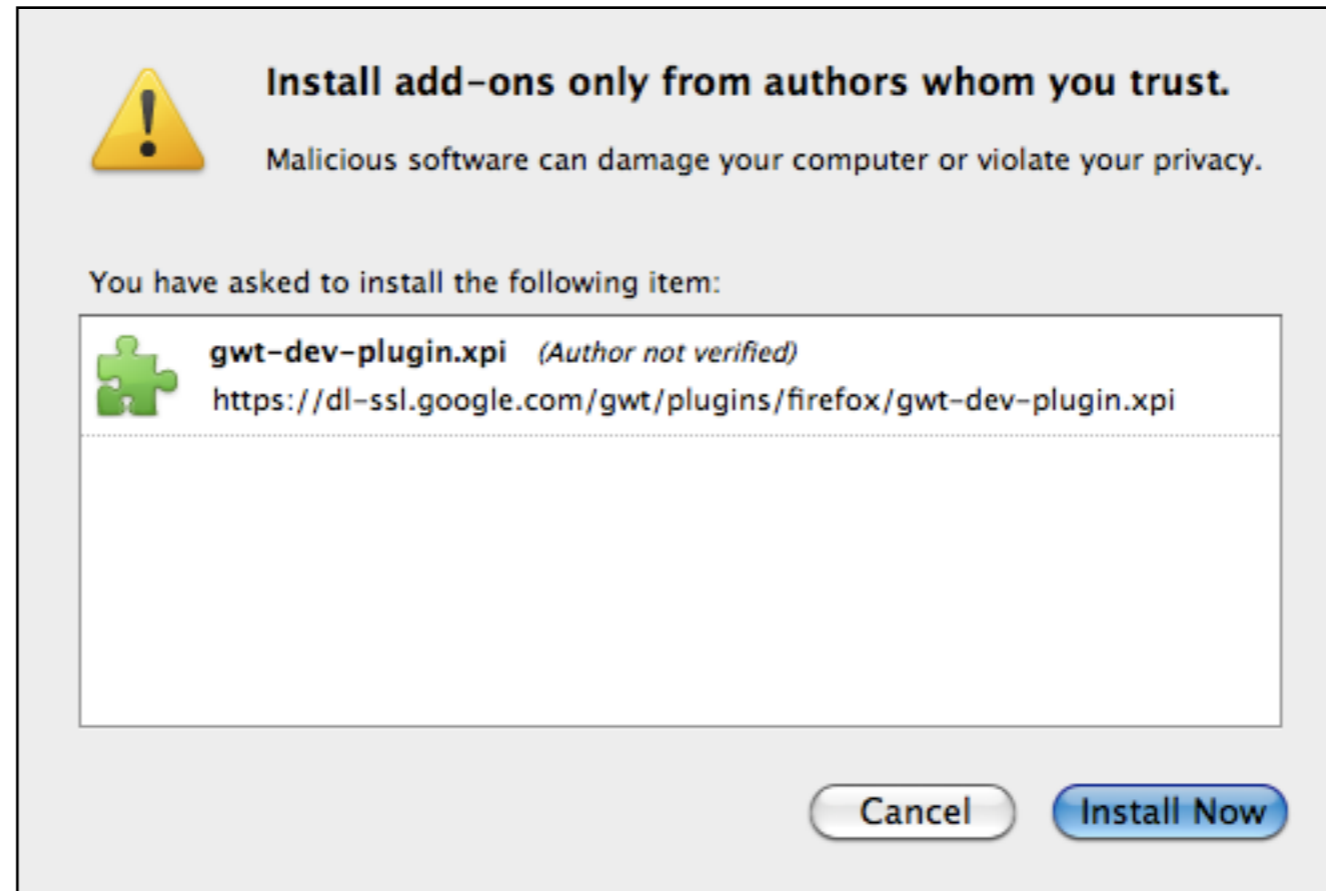 Install add-ons only from authors whom you trust.
Malicious software can damage your computer or violate your privacy.
You have asked to install the following item:
gwt-dev-plugin.xpi (Author not verified)
https://dl-ssl.google.com/gwt/plugins/firefox/gwt-dev-plugin.xpi
Cancel Install Now